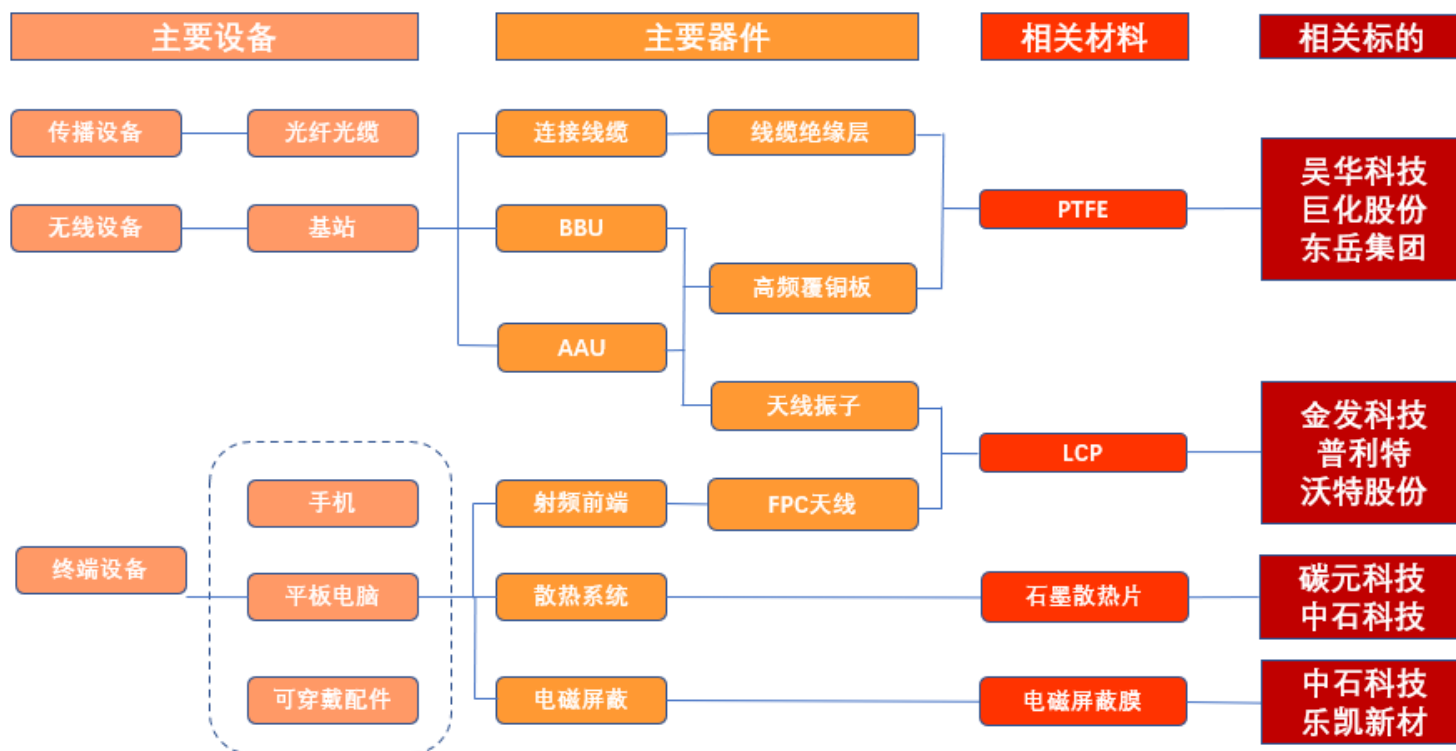 主要设备
主要器件
相关材料
相关标的
传播设备
光纤光缆
连接线缆
线缆绝缘层
无线设备
基站
BBU
PTFE
吴华科技
巨化股份
东岳集团
高频覆铜板
AAU
天线振子
LCP
金发科技
普利特
沃特股份
手机
射频前端
FPC天线
终端设备
平板电脑
散热系统
石墨散热片
碳元科技
中石科技
可穿戴配件
电磁屏蔽
电磁屏蔽膜
中石科技
乐凯新材